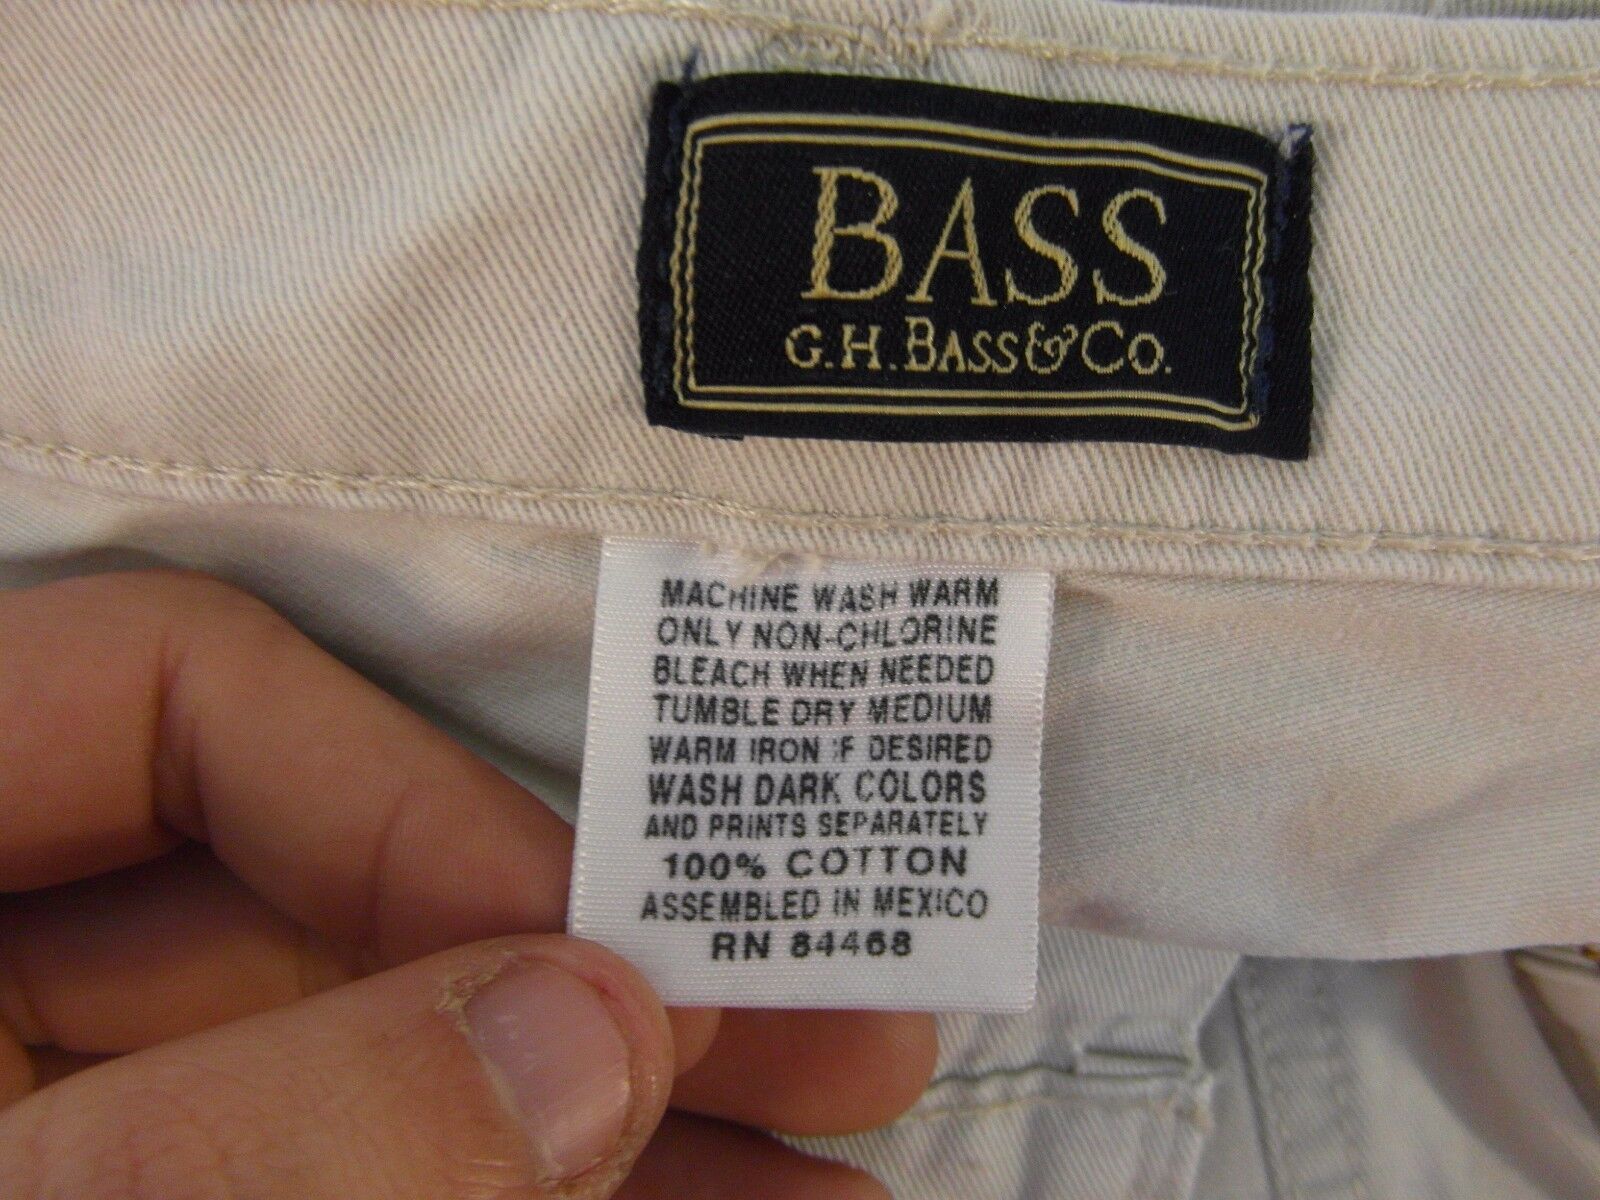 BASS
G.H. BASS & CO.
MACHINE WASH WARM
ONLY NON-CHLORINE
BLEACH WHEN NEEDED
TUMBLE DRY MEDIUM
WARM IRON IF DESIRED
WASH DARK COLORS
AND PRINTS SEPARATELY
100% COTTON
ASSEMBLED IN MEXICO
RN 84468